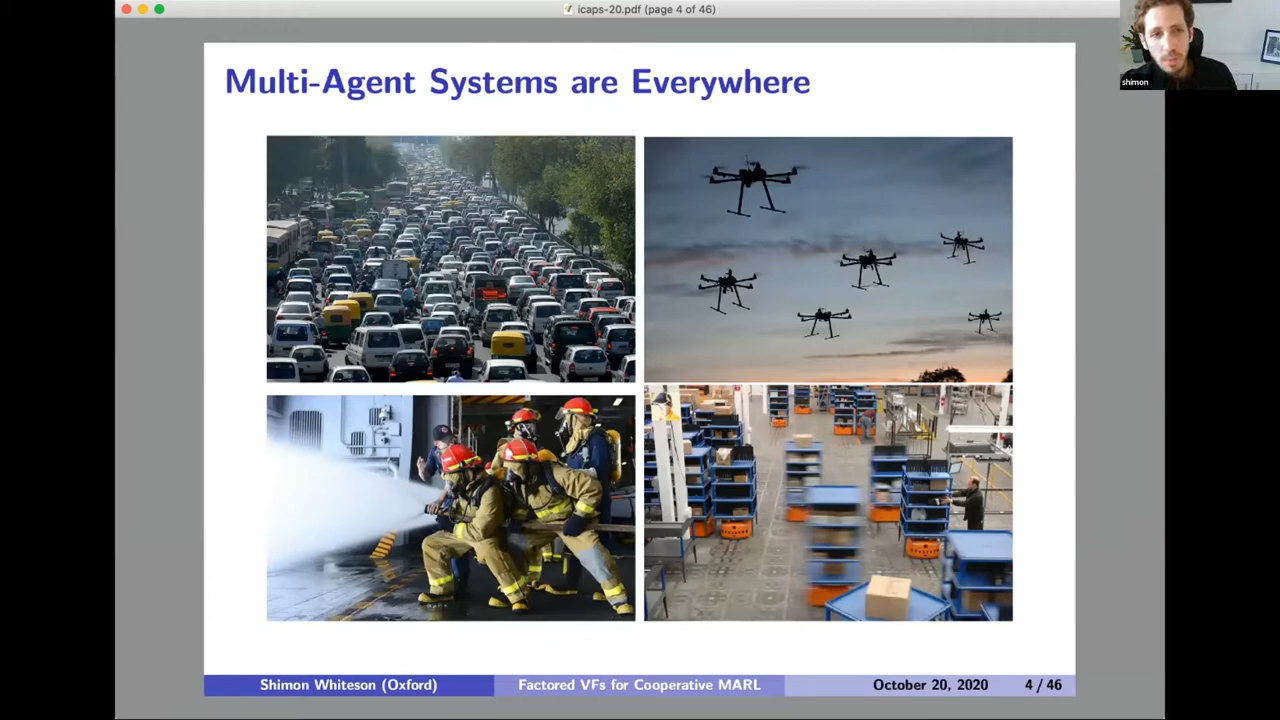 icaps-20.pdf (page 4 of 46)
shimon
Multi-Agent Systems are Everywhere
Shimon Whiteson (Oxford)
Factored VFs for Cooperative MARL
October 20, 2020
4 / 46